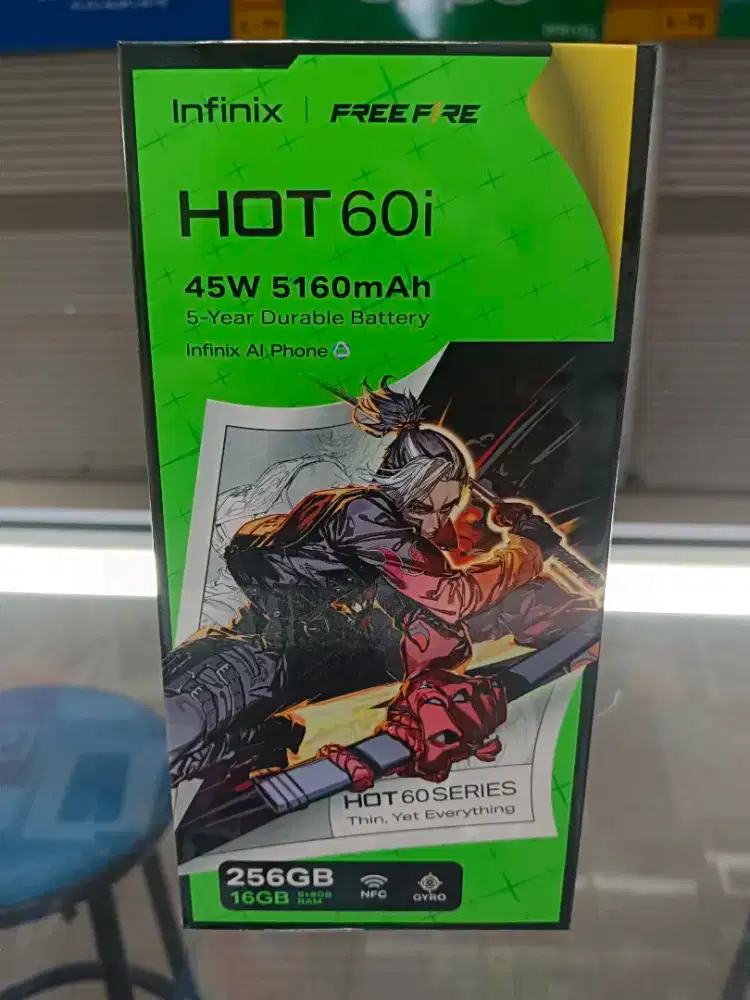 Infinix | FREE FIRE
HOT 60i
45W 5160mAh
5-Year Durable Battery
Infinix AI Phone
HOT 60 SERIES
Thin, Yet Everything
256GB
16GB 8+8GB RAM
NFC
GYRO